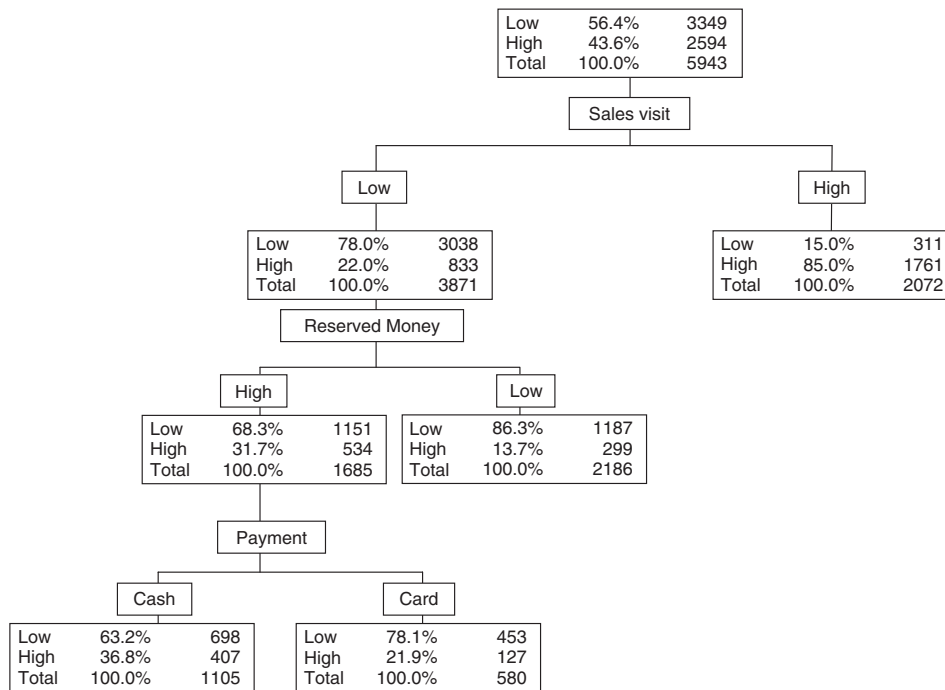 Low 56.4% 3349
High 43.6% 2594
Total 100.0% 5943
Sales visit
Low
High
Low 78.0% 3038
High 22.0% 833
Total 100.0% 3871
Low 15.0% 311
High 85.0% 1761
Total 100.0% 2072
Reserved Money
High
Low
Low 68.3% 1151
High 31.7% 534
Total 100.0% 1685
Low 86.3% 1187
High 13.7% 299
Total 100.0% 2186
Payment
Cash
Card
Low 63.2% 698
High 36.8% 407
Total 100.0% 1105
Low 78.1% 453
High 21.9% 127
Total 100.0% 580